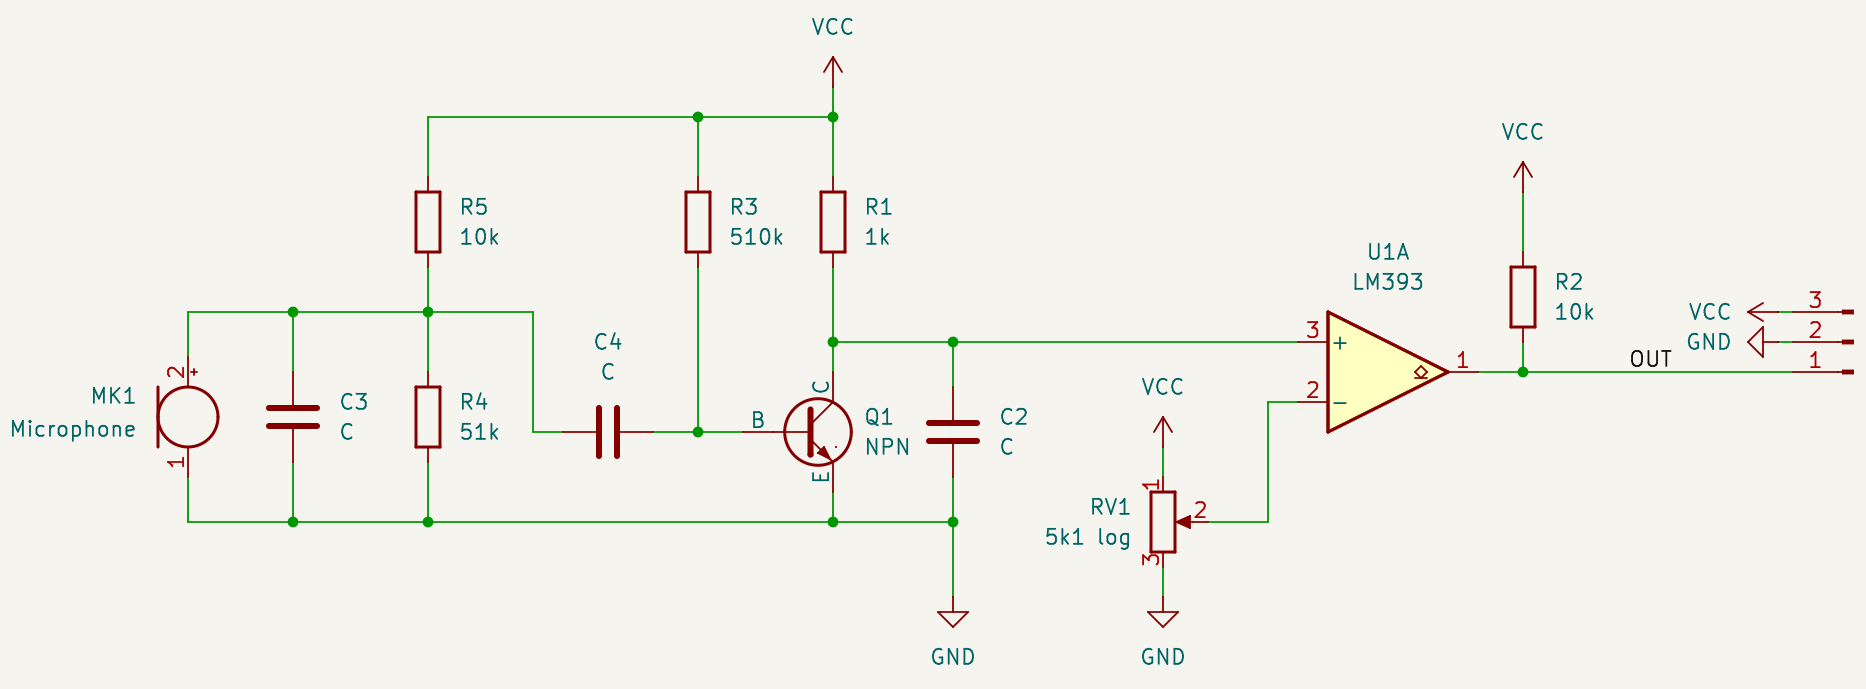 VCC
R5
10k
R3
510k
R1
1k
MK1
Microphone
2
+
1
C3
C
R4
51k
C4
C
B
C
E
Q1
NPN
C2
C
GND
VCC
RV1
5k1 log
1
2
3
GND
U1A
LM393
3
+
2
−
1
VCC
R2
10k
OUT
VCC
3
GND
2
1